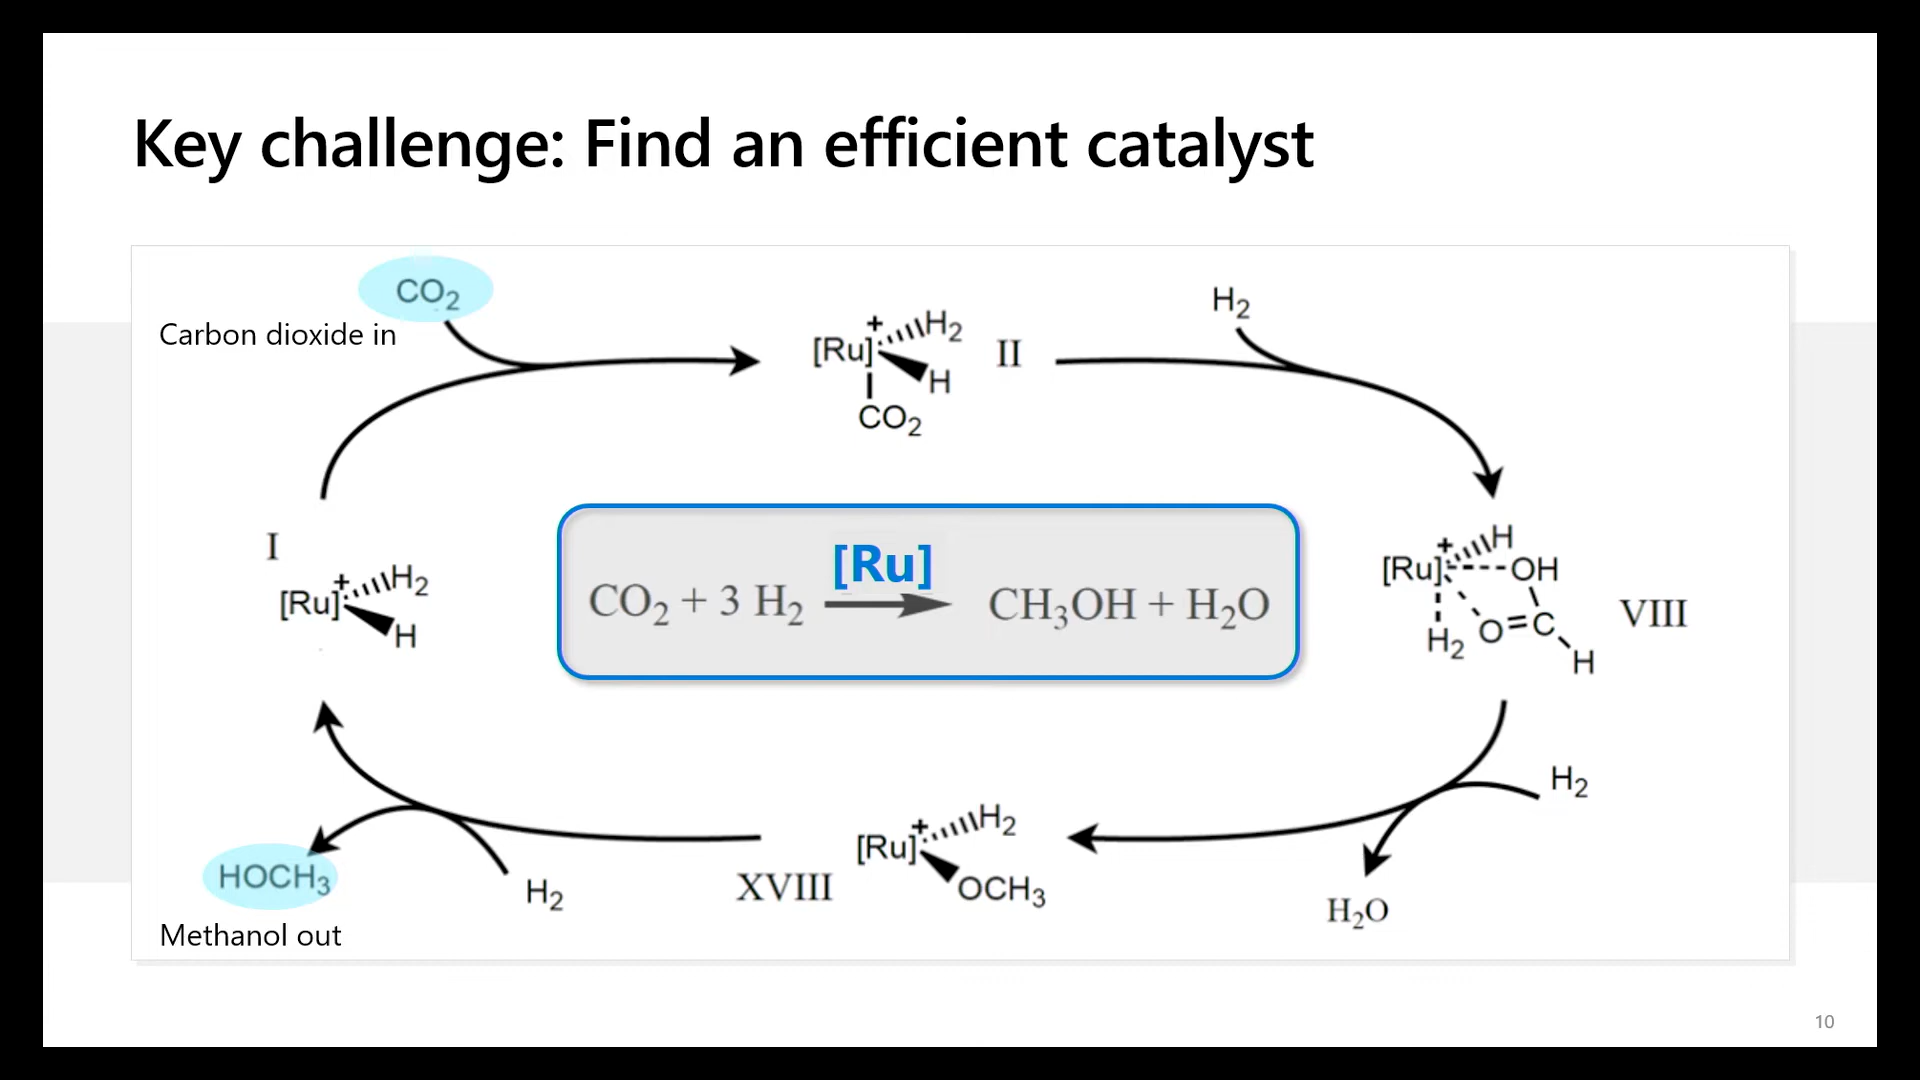 Key challenge: Find an efficient catalyst
CO₂
Carbon dioxide in
[Ru]⁺ H₂ H CO₂
II
H₂
I
[Ru]⁺ H₂ H
[Ru]
CO₂ + 3 H₂ → CH₃OH + H₂O
[Ru]⁺ H OH H₂ O=C H
VIII
H₂
H₂O
[Ru]⁺ H₂ OCH₃
XVIII
H₂
HOCH₃
Methanol out
10